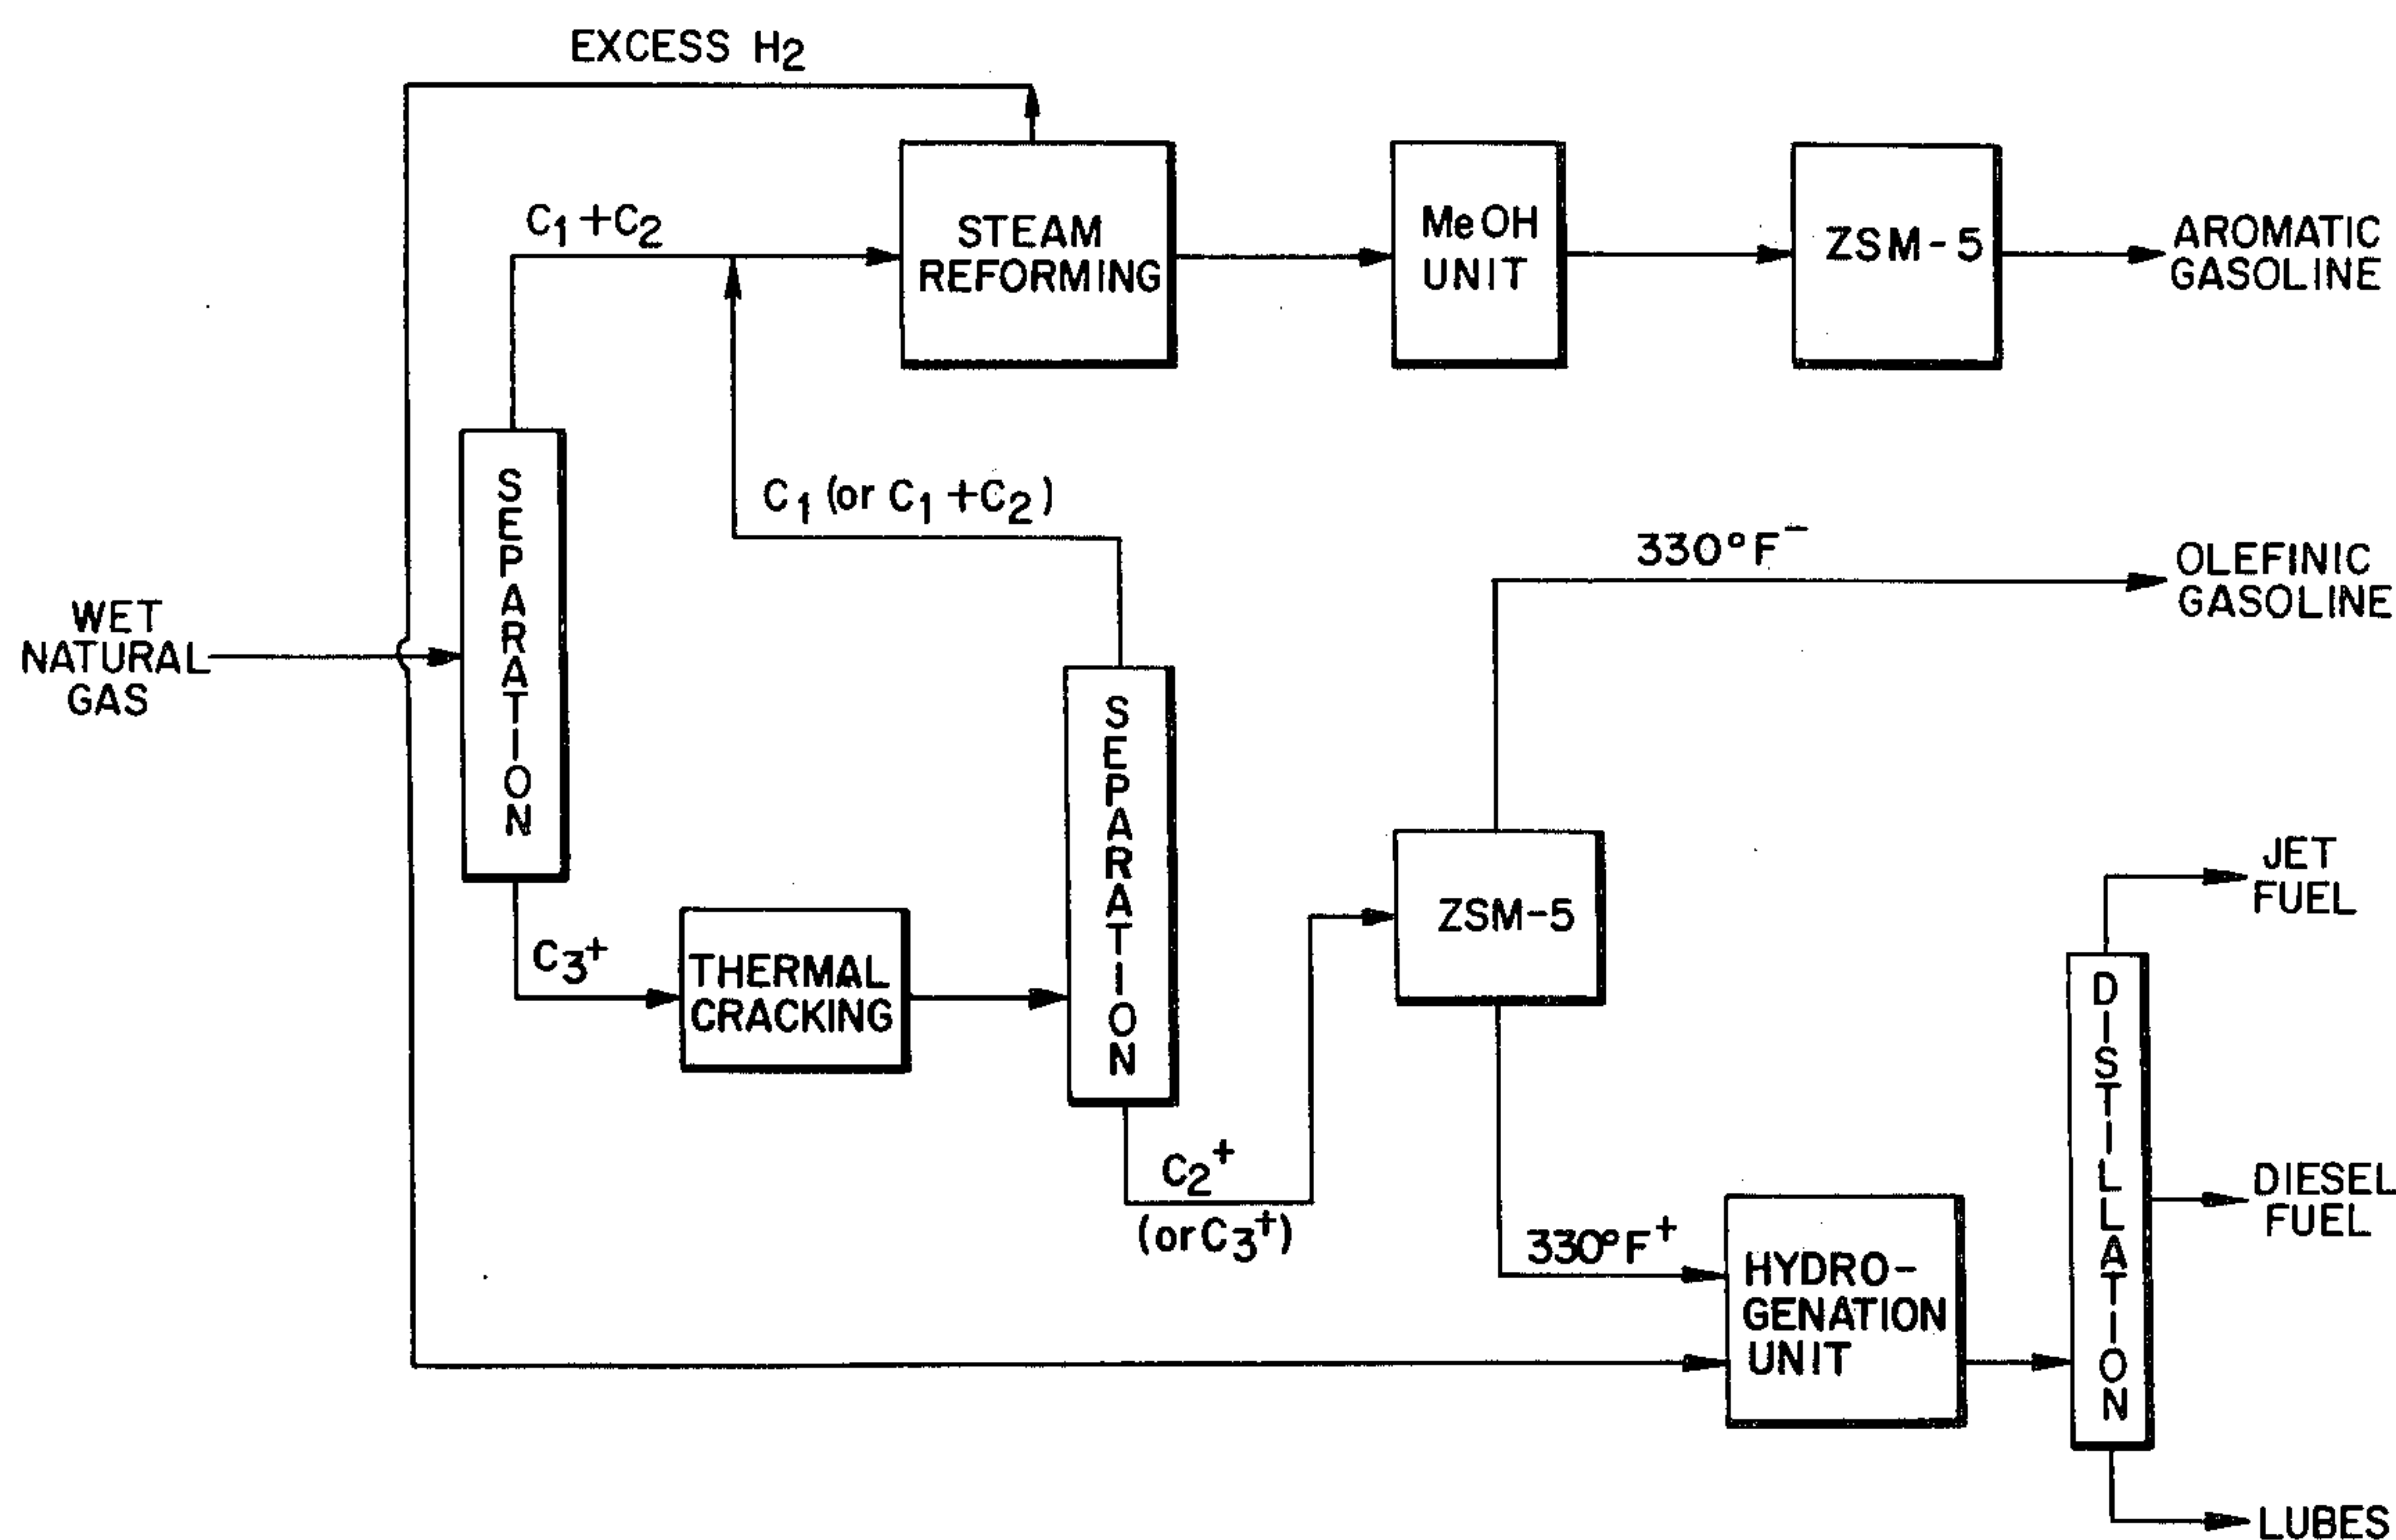 EXCESS H2
C1+C2
STEAM
REFORMING
MeOH
UNIT
ZSM-5
AROMATIC
GASOLINE
C1 (or C1+C2)
330°F-
OLEFINIC
GASOLINE
WET
NATURAL
GAS
SEPARATION
SEPARATION
C3+
THERMAL
CRACKING
ZSM-5
JET
FUEL
C2+
(or C3+)
330°F+
HYDRO-
GENATION
UNIT
DISTILLATION
DIESEL
FUEL
LUBES